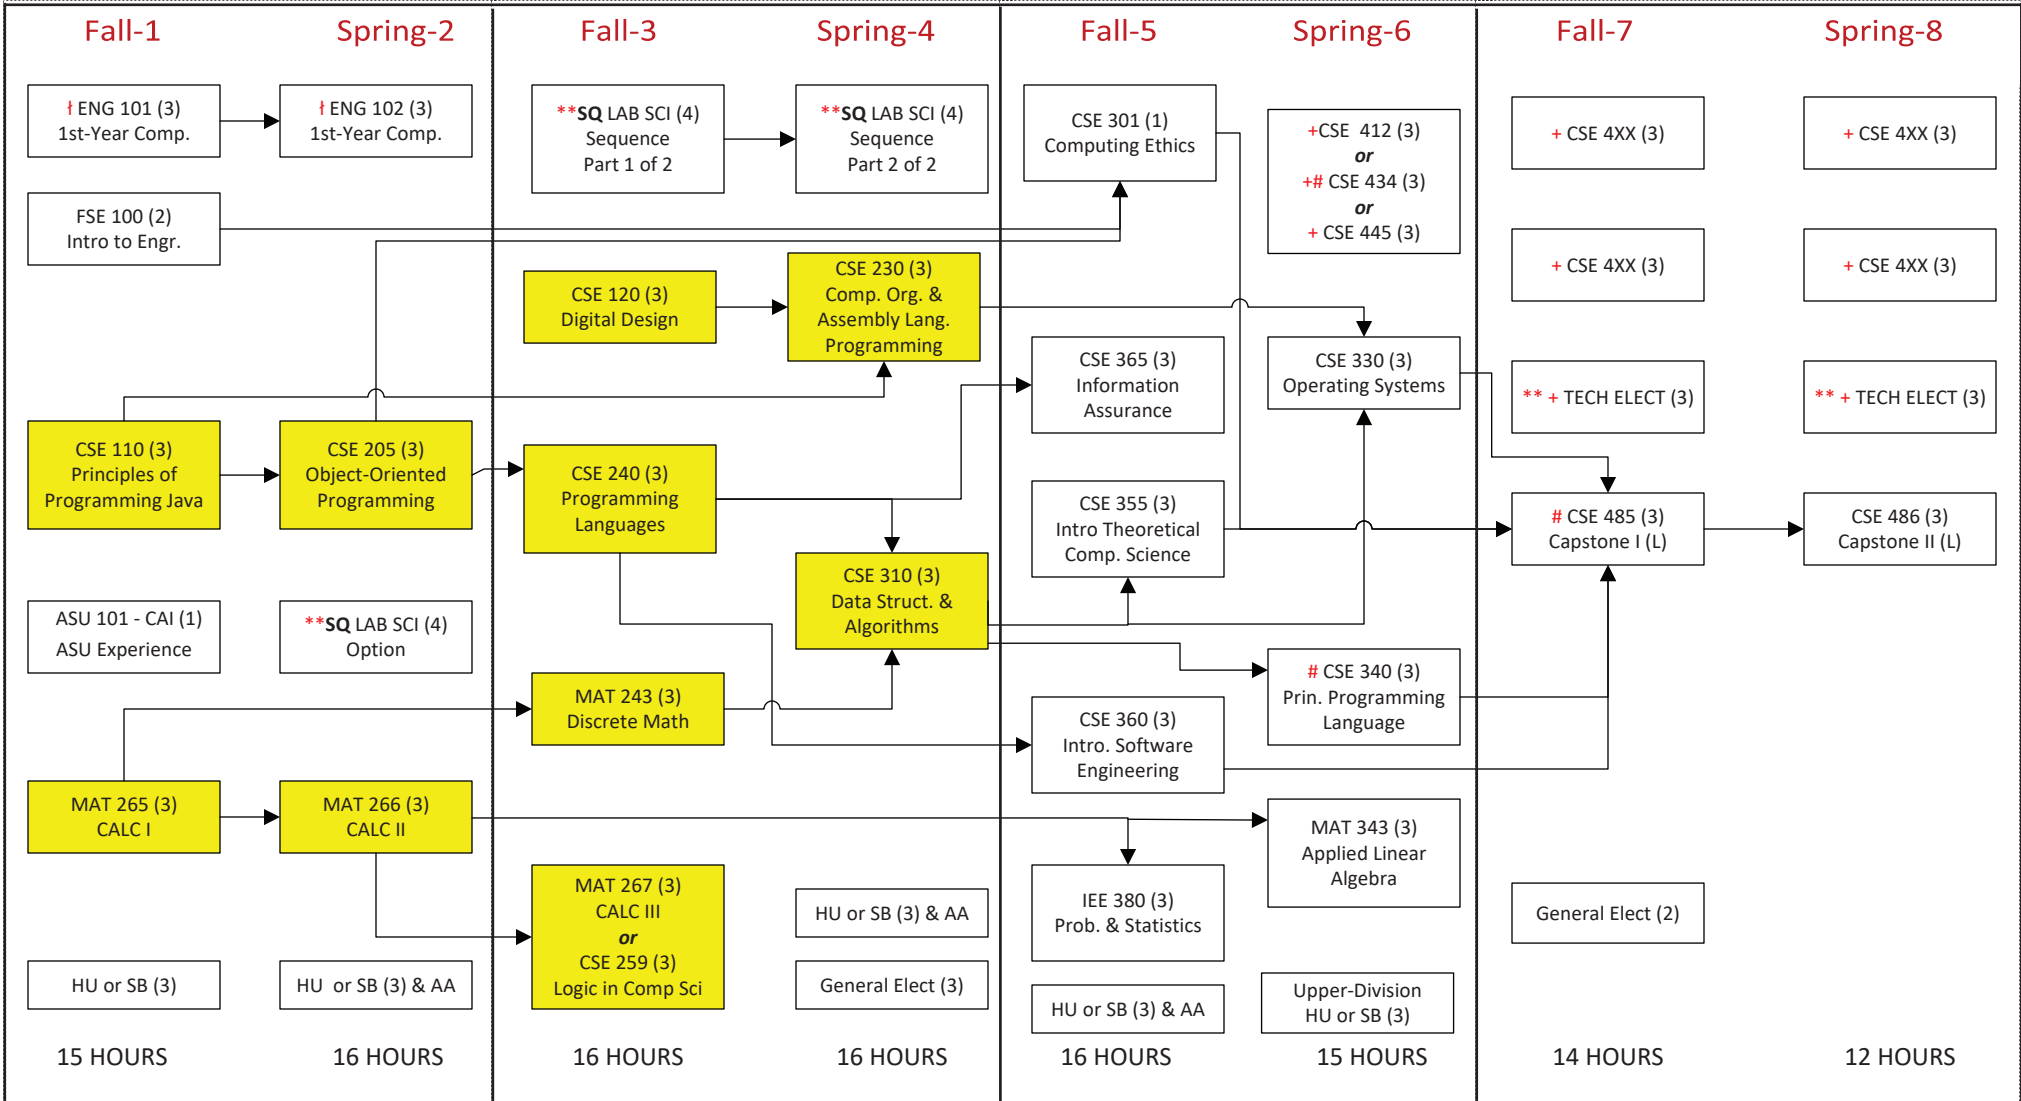 Fall-1
Spring-2
Fall-3
Spring-4
Fall-5
Spring-6
Fall-7
Spring-8
ƗENG 101 (3)
1st-Year Comp.
FSE 100 (2)
Intro to Engr.
CSE 110 (3)
Principles of
Programming Java
ASU 101 - CAI (1)
ASU Experience
MAT 265 (3)
CALC I
HU or SB (3)
15 HOURS
ƗENG 102 (3)
1st-Year Comp.
CSE 205 (3)
Object-Oriented
Programming
**SQ LAB SCI (4)
Option
MAT 266 (3)
CALC II
HU or SB (3) & AA
16 HOURS
**SQ LAB SCI (4)
Sequence
Part 1 of 2
CSE 120 (3)
Digital Design
CSE 240 (3)
Programming
Languages
MAT 243 (3)
Discrete Math
MAT 267 (3)
CALC III
or
CSE 259 (3)
Logic in Comp Sci
16 HOURS
**SQ LAB SCI (4)
Sequence
Part 2 of 2
CSE 230 (3)
Comp. Org. &
Assembly Lang.
Programming
CSE 310 (3)
Data Struct. &
Algorithms
HU or SB (3) & AA
General Elect (3)
16 HOURS
CSE 301 (1)
Computing Ethics
CSE 365 (3)
Information
Assurance
CSE 355 (3)
Intro Theoretical
Comp. Science
CSE 360 (3)
Intro. Software
Engineering
IEE 380 (3)
Prob. & Statistics
HU or SB (3) & AA
16 HOURS
+CSE 412 (3)
or
+# CSE 434 (3)
or
+ CSE 445 (3)
CSE 330 (3)
Operating Systems
# CSE 340 (3)
Prin. Programming
Language
MAT 343 (3)
Applied Linear
Algebra
Upper-Division
HU or SB (3)
15 HOURS
+ CSE 4XX (3)
+ CSE 4XX (3)
** + TECH ELECT (3)
# CSE 485 (3)
Capstone I (L)
General Elect (2)
14 HOURS
+ CSE 4XX (3)
+ CSE 4XX (3)
** + TECH ELECT (3)
CSE 486 (3)
Capstone II (L)
12 HOURS